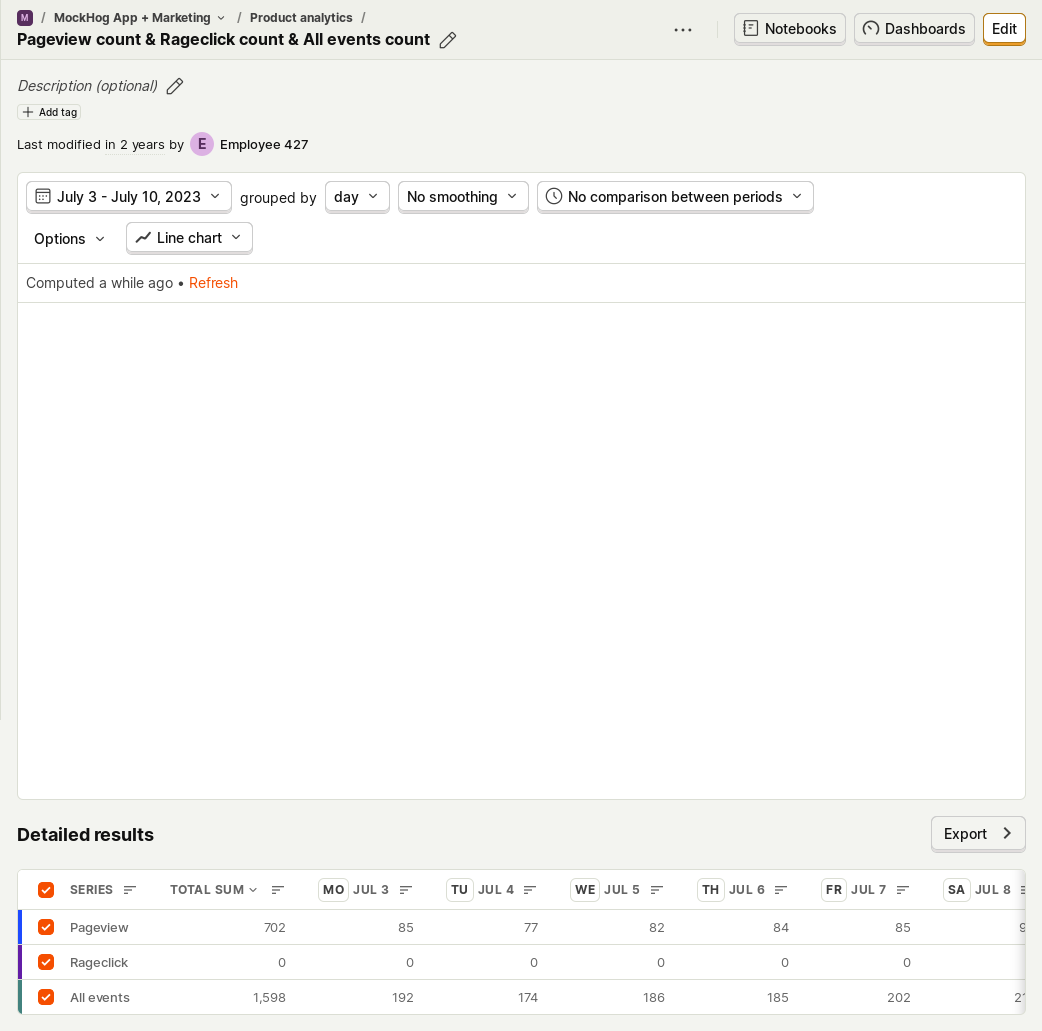 M / MockHog App + Marketing / Product analytics /
Pageview count & Rageclick count & All events count
Notebooks Dashboards Edit
Description (optional)
Add tag
Last modified in 2 years by E Employee 427
July 3 - July 10, 2023 grouped by day No smoothing No comparison between periods
Options Line chart
Computed a while ago • Refresh
Detailed results
Export
SERIES TOTAL SUM MO JUL 3 TU JUL 4 WE JUL 5 TH JUL 6 FR JUL 7 SA JUL 8
Pageview 702 85 77 82 84 85
Rageclick 0 0 0 0 0 0
All events 1,598 192 174 186 185 202